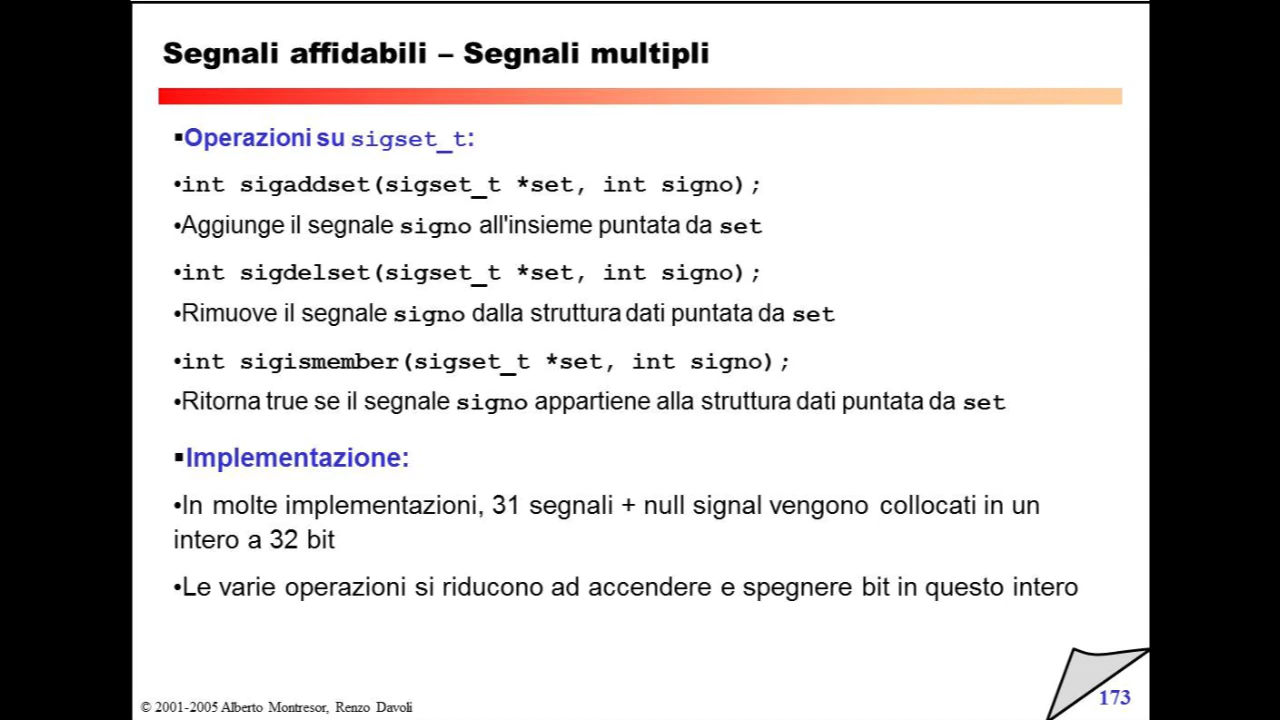 Segnali affidabili – Segnali multipli
▪Operazioni su sigset_t:
•int sigaddset(sigset_t *set, int signo);
•Aggiunge il segnale signo all'insieme puntata da set
•int sigdelset(sigset_t *set, int signo);
•Rimuove il segnale signo dalla struttura dati puntata da set
•int sigismember(sigset_t *set, int signo);
•Ritorna true se il segnale signo appartiene alla struttura dati puntata da set
▪Implementazione:
•In molte implementazioni, 31 segnali + null signal vengono collocati in un
intero a 32 bit
•Le varie operazioni si riducono ad accendere e spegnere bit in questo intero
© 2001-2005 Alberto Montresor, Renzo Davoli
173